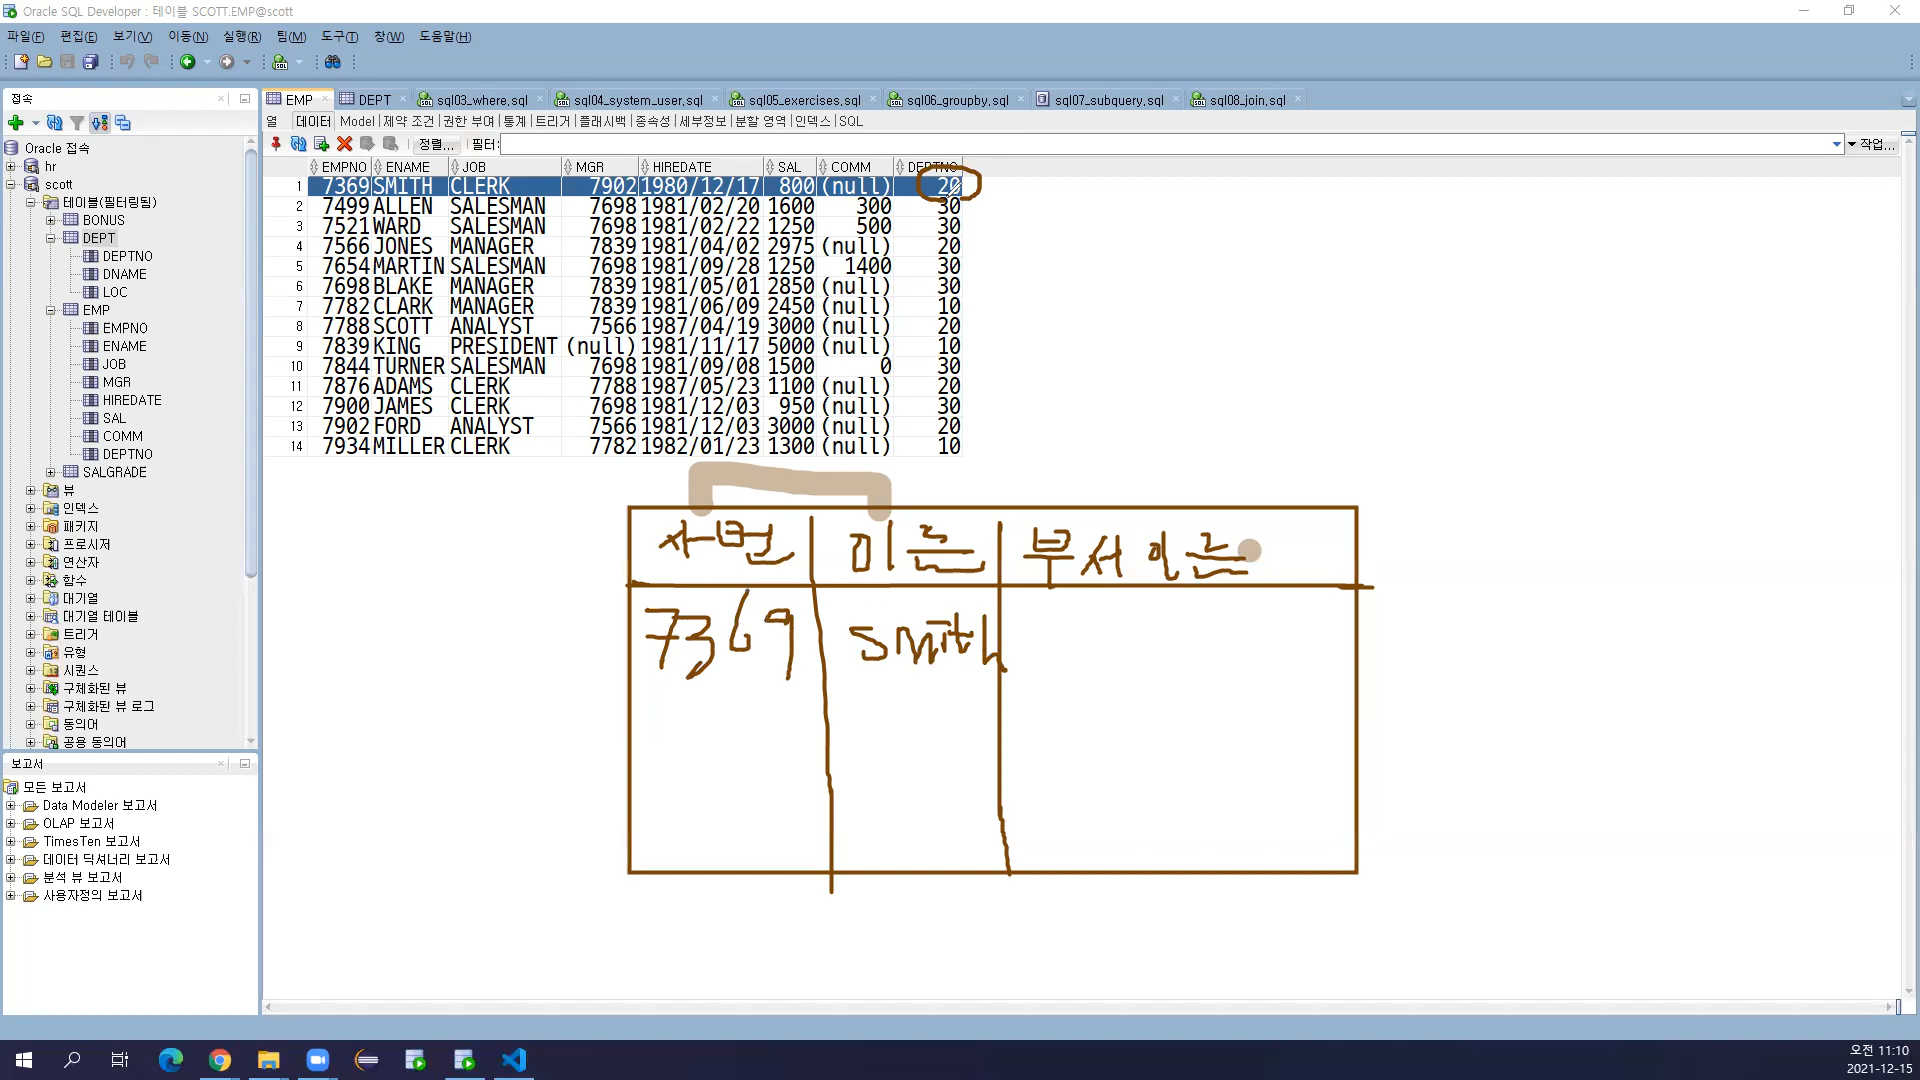 Oracle SQL Developer : 테이블 SCOTT.EMP@scott
파일(F) 편집(E) 보기(V) 이동(N) 실행(R) 팀(M) 도구(T) 창(W) 도움말(H)
접속
Oracle 접속
hr
scott
테이블(필터링됨)
BONUS
DEPT
DEPTNO
DNAME
LOC
EMP
EMPNO
ENAME
JOB
MGR
HIREDATE
SAL
COMM
DEPTNO
SALGRADE
뷰
인덱스
패키지
프로시저
연산자
함수
대기열
대기열 테이블
트리거
유형
시퀀스
구체화된 뷰
구체화된 뷰 로그
동의어
공용 동의어
보고서
모든 보고서
Data Modeler 보고서
OLAP 보고서
TimesTen 보고서
데이터 딕셔너리 보고서
분석 뷰 보고서
사용자정의 보고서
EMP DEPT sql03_where.sql sql04_system_user.sql sql05_exercises.sql sql06_groupby.sql sql07_subquery.sql sql08_join.sql
열 데이터 Model 제약 조건 권한 부여 통계 트리거 플래시백 종속성 세부정보 분할 영역 인덱스 SQL
정렬... 필터: 작업...
EMPNO ENAME JOB MGR HIREDATE SAL COMM DEPTNO
1 7369 SMITH CLERK 7902 1980/12/17 800 (null) 20
2 7499 ALLEN SALESMAN 7698 1981/02/20 1600 300 30
3 7521 WARD SALESMAN 7698 1981/02/22 1250 500 30
4 7566 JONES MANAGER 7839 1981/04/02 2975 (null) 20
5 7654 MARTIN SALESMAN 7698 1981/09/28 1250 1400 30
6 7698 BLAKE MANAGER 7839 1981/05/01 2850 (null) 30
7 7782 CLARK MANAGER 7839 1981/06/09 2450 (null) 10
8 7788 SCOTT ANALYST 7566 1987/04/19 3000 (null) 20
9 7839 KING PRESIDENT (null) 1981/11/17 5000 (null) 10
10 7844 TURNER SALESMAN 7698 1981/09/08 1500 0 30
11 7876 ADAMS CLERK 7788 1987/05/23 1100 (null) 20
12 7900 JAMES CLERK 7698 1981/12/03 950 (null) 30
13 7902 FORD ANALYST 7566 1981/12/03 3000 (null) 20
14 7934 MILLER CLERK 7782 1982/01/23 1300 (null) 10
사번 이름 부서이름
7369 smith
오전 11:10
2021-12-15